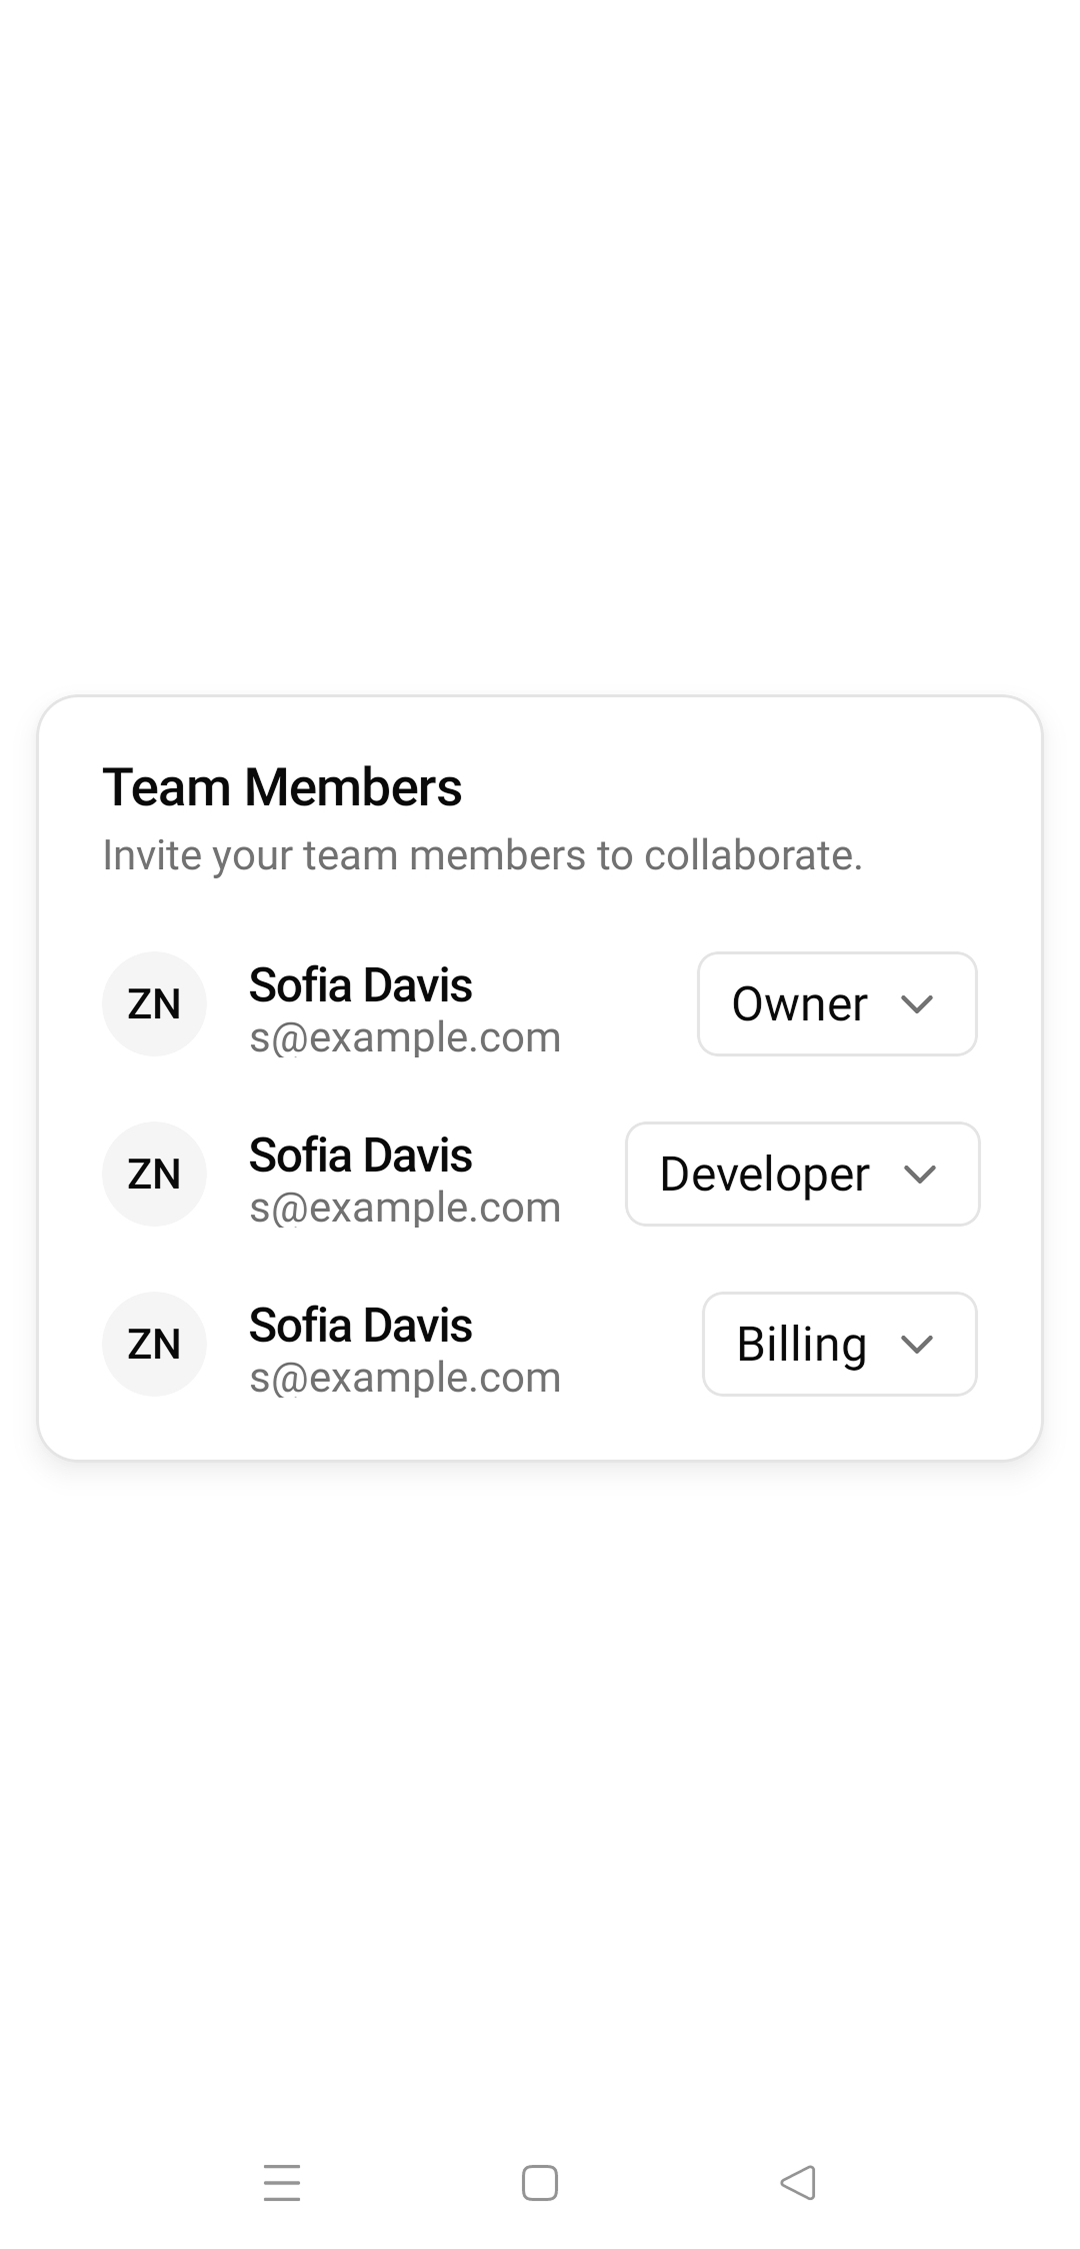 Team Members
Invite your team members to collaborate.
ZN
Sofia Davis
s@example.com
Owner
ZN
Sofia Davis
s@example.com
Developer
ZN
Sofia Davis
s@example.com
Billing